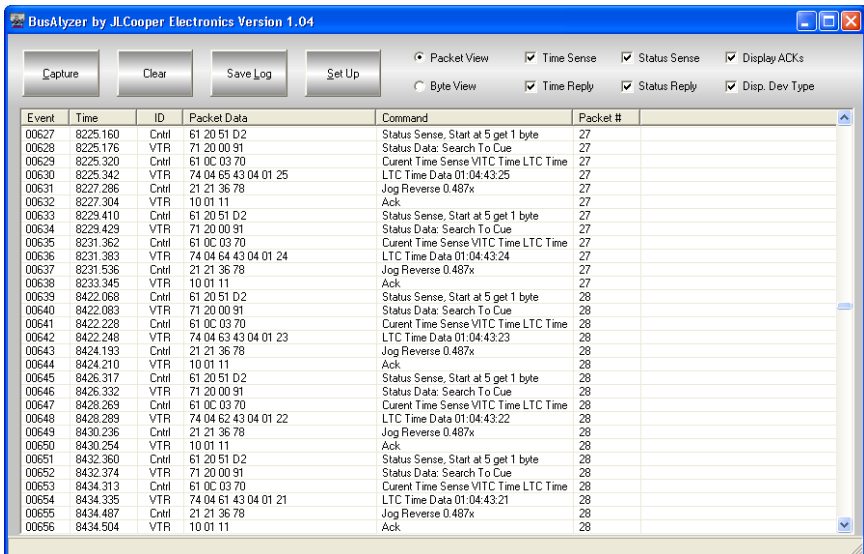 BusAlyzer by JLCooper Electronics Version 1.04
Capture Clear Save Log Set Up
Packet View Time Sense Status Sense Display ACKs
Byte View Time Reply Status Reply Disp. Dev Type
Event Time ID Packet Data Command Packet #
00627 8225.160 Cntrl 61 20 51 D2 Status Sense, Start at 5 get 1 byte 27
00628 8225.176 VTR 71 20 00 91 Status Data: Search To Cue 27
00629 8225.320 Cntrl 61 0C 03 70 Curent Time Sense VITC Time LTC Time 27
00630 8225.342 VTR 74 04 65 43 04 01 25 LTC Time Data 01:04:43:25 27
00631 8227.286 Cntrl 21 21 36 78 Jog Reverse 0.487x 27
00632 8227.304 VTR 10 01 11 Ack 27
00633 8229.410 Cntrl 61 20 51 D2 Status Sense, Start at 5 get 1 byte 27
00634 8229.429 VTR 71 20 00 91 Status Data: Search To Cue 27
00635 8231.362 Cntrl 61 0C 03 70 Curent Time Sense VITC Time LTC Time 27
00636 8231.383 VTR 74 04 64 43 04 01 24 LTC Time Data 01:04:43:24 27
00637 8231.536 Cntrl 21 21 36 78 Jog Reverse 0.487x 27
00638 8233.345 VTR 10 01 11 Ack 27
00639 8422.068 Cntrl 61 20 51 D2 Status Sense, Start at 5 get 1 byte 28
00640 8422.083 VTR 71 20 00 91 Status Data: Search To Cue 28
00641 8422.228 Cntrl 61 0C 03 70 Curent Time Sense VITC Time LTC Time 28
00642 8422.248 VTR 74 04 63 43 04 01 23 LTC Time Data 01:04:43:23 28
00643 8424.193 Cntrl 21 21 36 78 Jog Reverse 0.487x 28
00644 8424.210 VTR 10 01 11 Ack 28
00645 8426.317 Cntrl 61 20 51 D2 Status Sense, Start at 5 get 1 byte 28
00646 8426.332 VTR 71 20 00 91 Status Data: Search To Cue 28
00647 8428.269 Cntrl 61 0C 03 70 Curent Time Sense VITC Time LTC Time 28
00648 8428.289 VTR 74 04 62 43 04 01 22 LTC Time Data 01:04:43:22 28
00649 8430.236 Cntrl 21 21 36 78 Jog Reverse 0.487x 28
00650 8430.254 VTR 10 01 11 Ack 28
00651 8432.360 Cntrl 61 20 51 D2 Status Sense, Start at 5 get 1 byte 28
00652 8432.374 VTR 71 20 00 91 Status Data: Search To Cue 28
00653 8434.313 Cntrl 61 0C 03 70 Curent Time Sense VITC Time LTC Time 28
00654 8434.335 VTR 74 04 61 43 04 01 21 LTC Time Data 01:04:43:21 28
00655 8434.487 Cntrl 21 21 36 78 Jog Reverse 0.487x 28
00656 8434.504 VTR 10 01 11 Ack 28